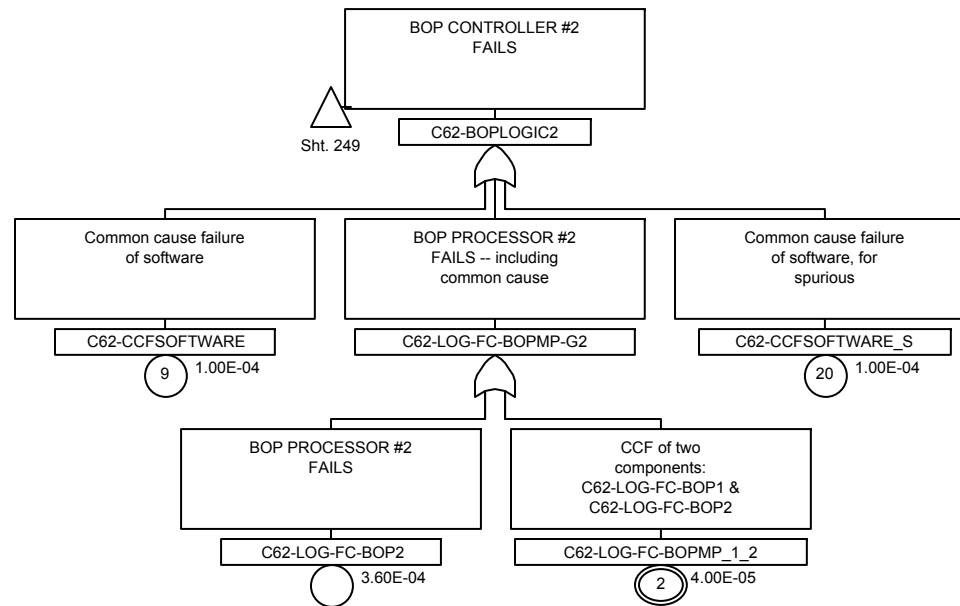 BOP CONTROLLER #2
FAILS
Sht. 249
C62-BOPLOGIC2
Common cause failure
of software
C62-CCFSOFTWARE
9
1.00E-04
BOP PROCESSOR #2
FAILS -- including
common cause
C62-LOG-FC-BOPMP-G2
Common cause failure
of software, for
spurious
C62-CCFSOFTWARE_S
20
1.00E-04
BOP PROCESSOR #2
FAILS
C62-LOG-FC-BOP2
3.60E-04
CCF of two
components:
C62-LOG-FC-BOP1 &
C62-LOG-FC-BOP2
C62-LOG-FC-BOPMP_1_2
2
4.00E-05